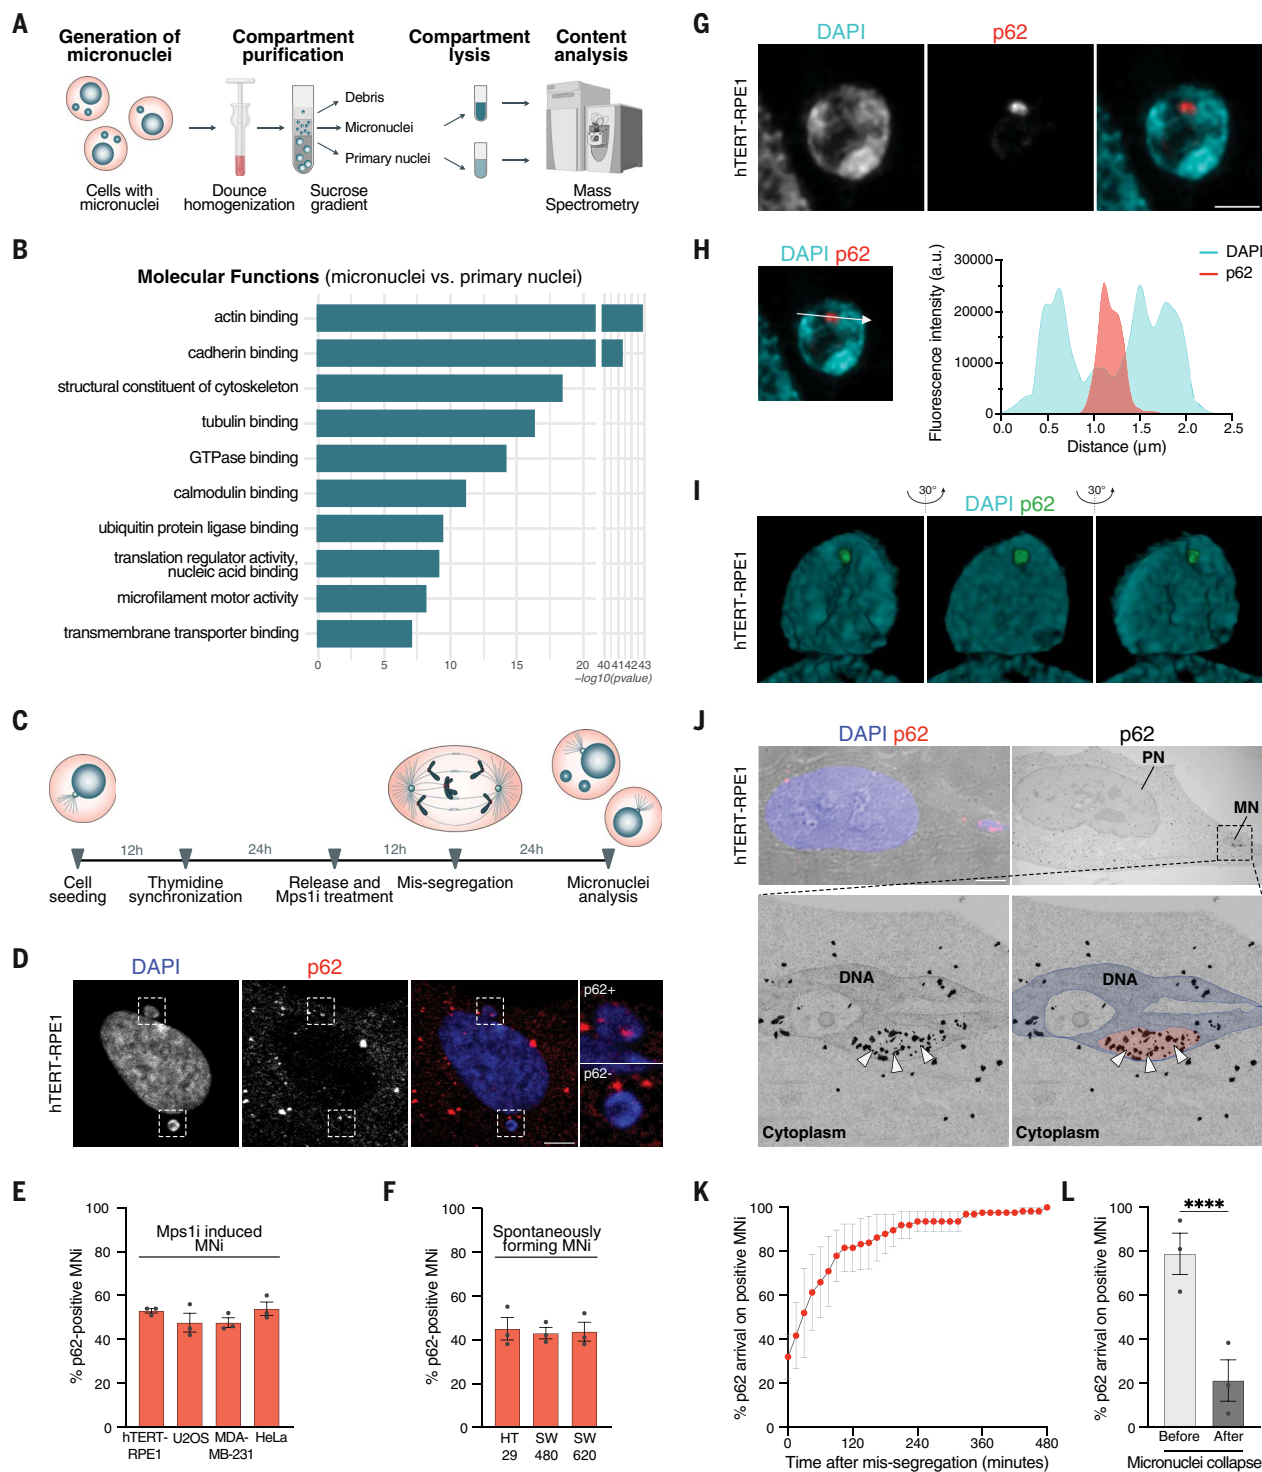 A
Generation of
micronuclei
Compartment
purification
Compartment
lysis
Content
analysis
Debris
Micronuclei
Primary nuclei
Cells with
micronuclei
Dounce
homogenization
Sucrose
gradient
Mass
Spectrometry
B
Molecular Functions (micronuclei vs. primary nuclei)
actin binding
cadherin binding
structural constituent of cytoskeleton
tubulin binding
GTPase binding
calmodulin binding
ubiquitin protein ligase binding
translation regulator activity,
nucleic acid binding
microfilament motor activity
transmembrane transporter binding
0 5 10 15 20 40 41 42 43
−log10(pvalue)
C
12h 24h 12h 24h
Cell
seeding
Thymidine
synchronization
Release and
Mps1i treatment
Mis-segregation
Micronuclei
analysis
D
DAPI p62
hTERT-RPE1
p62+
p62-
E
% p62-positive MNi
100
80
60
40
20
0
Mps1i induced
MNi
hTERT-
RPE1
U2OS
MDA-
MB-231
HeLa
F
% p62-positive MNi
100
80
60
40
20
0
Spontaneously
forming MNi
HT
29
SW
480
SW
620
G
DAPI p62
hTERT-RPE1
H
DAPI p62
Fluorescence intensity (a.u.)
30000
20000
10000
0
0.0 0.5 1.0 1.5 2.0 2.5
Distance (µm)
DAPI
p62
I
30° 30°
DAPI p62
hTERT-RPE1
J
DAPI p62
p62
hTERT-RPE1
PN
MN
DNA
Cytoplasm
DNA
Cytoplasm
K
% p62 arrival on positive MNi
100
80
60
40
20
0
0 120 240 360 480
Time after mis-segregation (minutes)
L
% p62 arrival on positive MNi
100
80
60
40
20
0
****
Before After
Micronuclei collapse